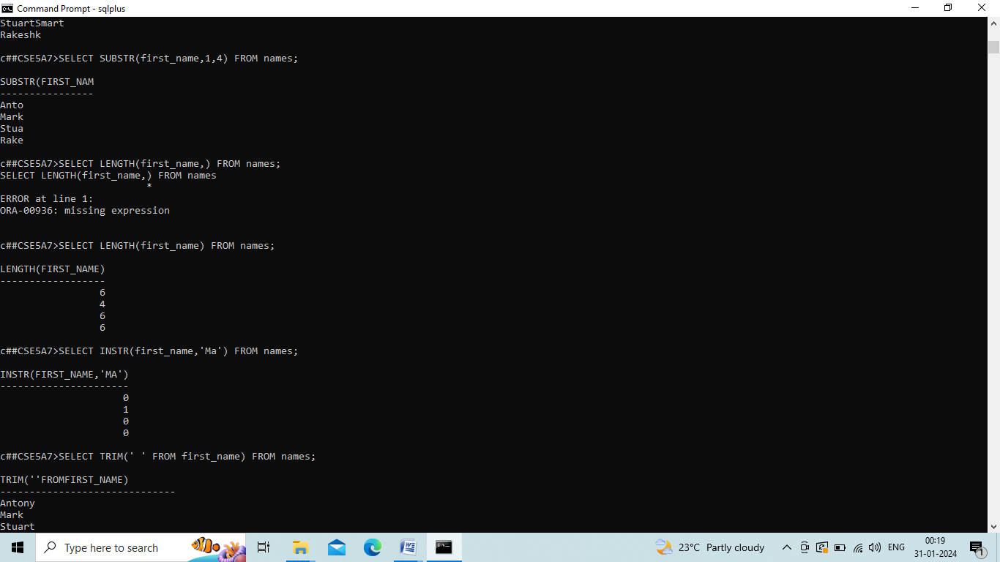 Command Prompt - sqlplus
StuartSmart
Rakeshk
c##CSE5A7>SELECT SUBSTR(first_name,1,4) FROM names;
SUBSTR(FIRST_NAM
----------------
Anto
Mark
Stua
Rake
c##CSE5A7>SELECT LENGTH(first_name,) FROM names;
SELECT LENGTH(first_name,) FROM names
*
ERROR at line 1:
ORA-00936: missing expression
c##CSE5A7>SELECT LENGTH(first_name) FROM names;
LENGTH(FIRST_NAME)
------------------
6
4
6
6
c##CSE5A7>SELECT INSTR(first_name,'Ma') FROM names;
INSTR(FIRST_NAME,'MA')
----------------------
0
1
0
0
c##CSE5A7>SELECT TRIM(' ' FROM first_name) FROM names;
TRIM(''FROMFIRST_NAME)
------------------------------
Antony
Mark
Stuart
Type here to search
23°C Partly cloudy
ENG
00:19
31-01-2024
1